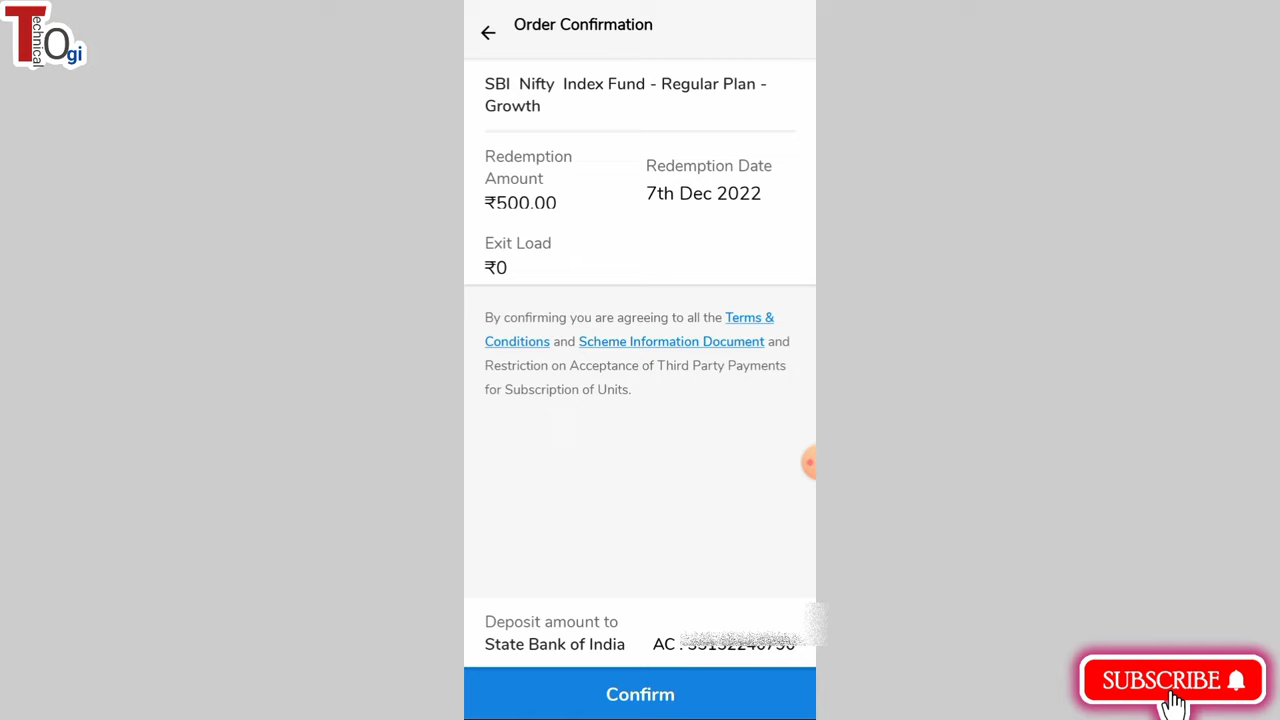 Technical
Ogi
Order Confirmation
SBI Nifty Index Fund - Regular Plan -
Growth
Redemption
Amount
₹500.00
Redemption Date
7th Dec 2022
Exit Load
₹0
By confirming you are agreeing to all the Terms &
Conditions and Scheme Information Document and
Restriction on Acceptance of Third Party Payments
for Subscription of Units.
Deposit amount to
State Bank of India
AC :
Confirm
SUBSCRIBE